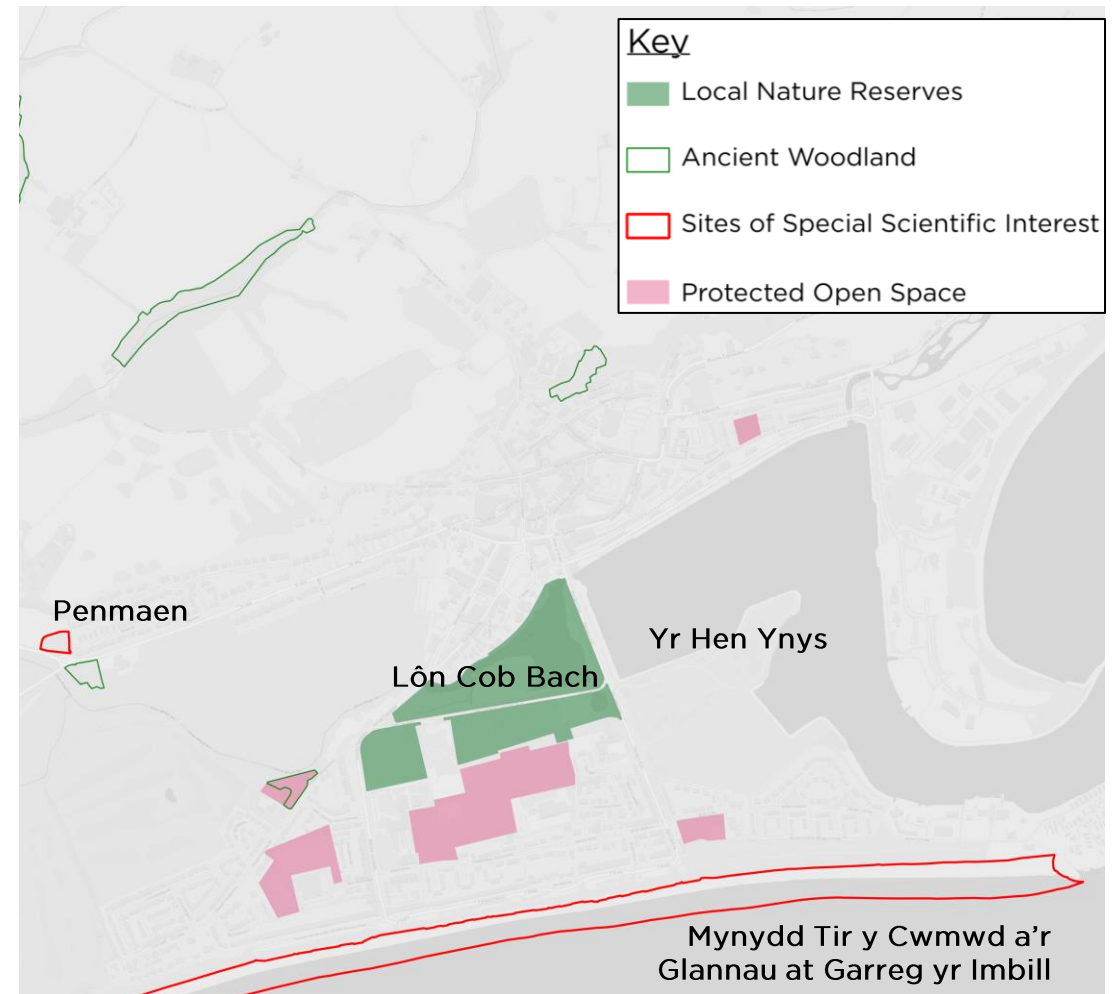 Key
Local Nature Reserves
Ancient Woodland
Sites of Special Scientific Interest
Protected Open Space
Penmaen
Yr Hen Ynys
Lôn Cob Bach
Mynydd Tir y Cwmwd a'r
Glannau at Garreg yr Imbill